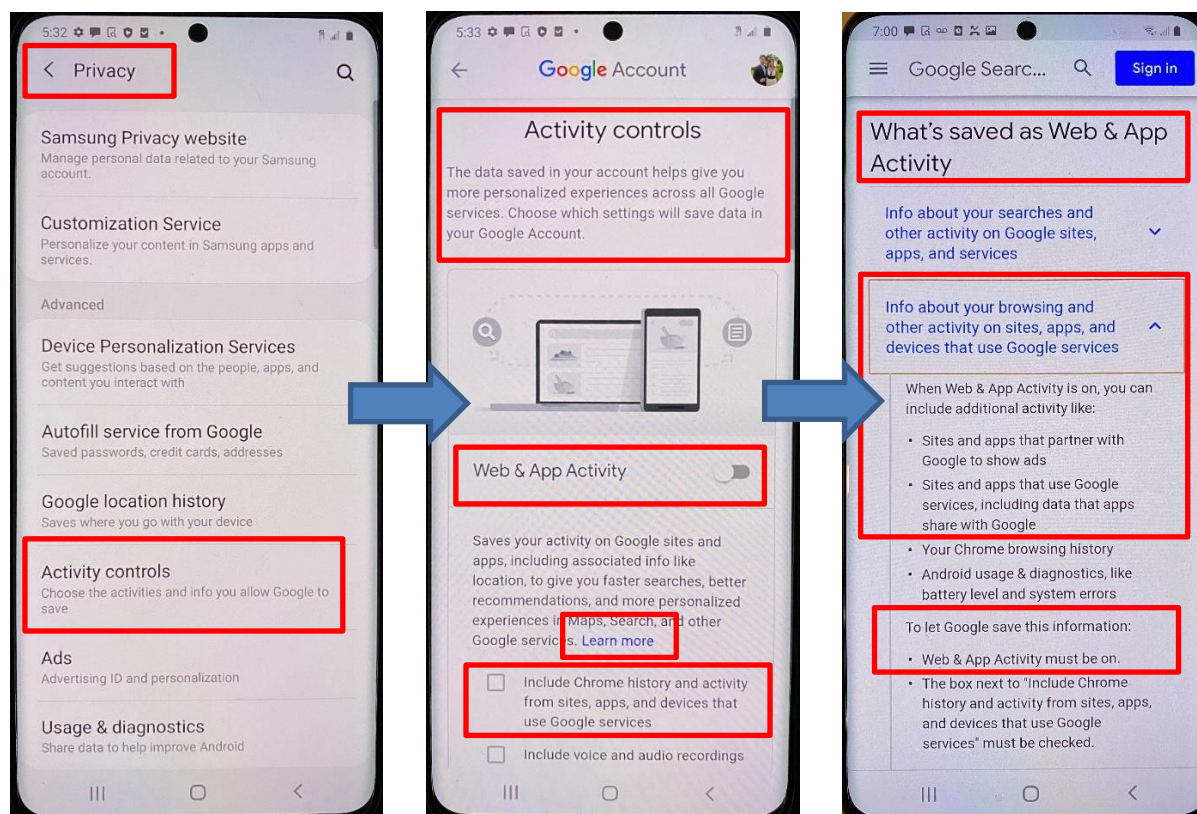 5:32
Privacy
Samsung Privacy website
Manage personal data related to your Samsung
account.
Customization Service
Personalize your content in Samsung apps and
services.
Advanced
Device Personalization Services
Get suggestions based on the people, apps, and
content you interact with
Autofill service from Google
Saved passwords, credit cards, addresses
Google location history
Saves where you go with your device
Activity controls
Choose the activities and info you allow Google to
save
Ads
Advertising ID and personalization
Usage & diagnostics
Share data to help improve Android
5:33
Google Account
Activity controls
The data saved in your account helps give you
more personalized experiences across all Google
services. Choose which settings will save data in
your Google Account.
Web & App Activity
Saves your activity on Google sites and
apps, including associated info like
location, to give you faster searches, better
recommendations, and more personalized
experiences in Maps, Search, and other
Google services. Learn more
Include Chrome history and activity
from sites, apps, and devices that
use Google services
Include voice and audio recordings
7:00
Google Searc...
Sign in
What's saved as Web & App
Activity
Info about your searches and
other activity on Google sites,
apps, and services
Info about your browsing and
other activity on sites, apps, and
devices that use Google services
When Web & App Activity is on, you can
include additional activity like:
• Sites and apps that partner with
Google to show ads
• Sites and apps that use Google
services, including data that apps
share with Google
• Your Chrome browsing history
• Android usage & diagnostics, like
battery level and system errors
To let Google save this information:
• Web & App Activity must be on.
• The box next to "Include Chrome
history and activity from sites, apps,
and devices that use Google
services" must be checked.